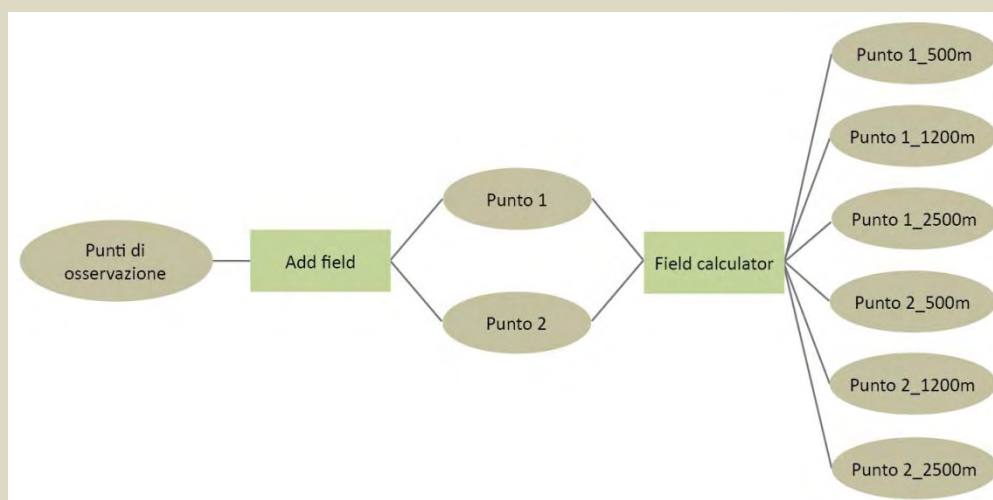 Punti di
osservazione
Add field
Punto 1
Punto 2
Field calculator
Punto 1_500m
Punto 1_1200m
Punto 1_2500m
Punto 2_500m
Punto 2_1200m
Punto 2_2500m